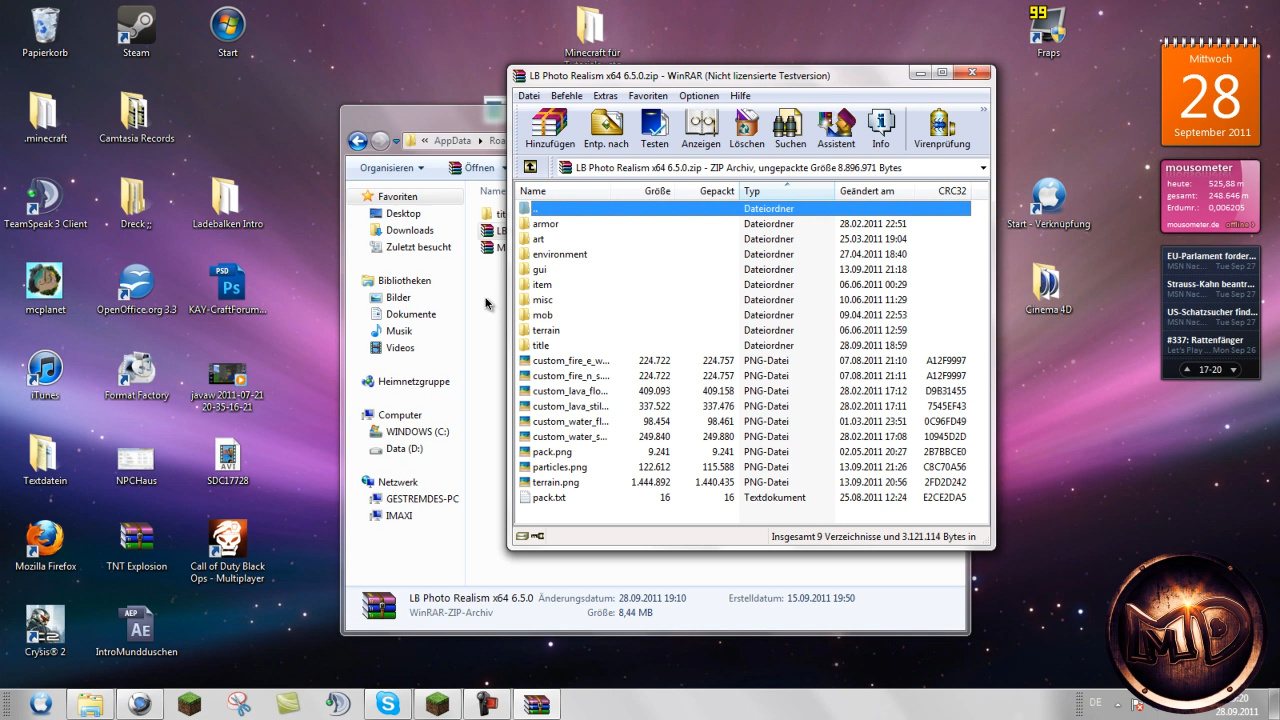 Papierkorb
Steam
Start
Minecraft für
99
Fraps
.minecraft
Camtasia Records
TeamSpeak 3 Client
Dreck ;;
Ladebalken Intro
mcplanet
OpenOffice.org 3.3
PSD
Ps
KAY-CraftForum...
iTunes
Format Factory
javaw 2011-07-21
20-35-16-21
Textdatein
NPCHaus
AVI
SDC17728
Mozilla Firefox
TNT Explosion
Call of Duty Black
Ops - Multiplayer
Crysis® 2
AEP
Ae
IntroMundduschen
Start - Verknüpfung
Cinema 4D
Mittwoch
28
September 2011
mousometer
heute: 525,88 m
gesamt: 248.646 m
Erdumr.: 0,006205
mousometer.de offline
EU-Parlament forder...
MSN Nac... Tue Sep 27
Strauss-Kahn beantr...
MSN Nac... Tue Sep 27
US-Schatzsucher find...
MSN Nac... Tue Sep 27
#337: Rattenfänger
Let's Play ... Mon Sep 26
17-20
« AppData
Roa
Organisieren
Öffnen
Name
Favoriten
Desktop
Downloads
Zuletzt besucht
Bibliotheken
Bilder
Dokumente
Musik
Videos
Heimnetzgruppe
Computer
WINDOWS (C:)
Data (D:)
Netzwerk
GESTREMDES-PC
IMAXI
tit
LB
M
LB Photo Realism x64 6.5.0 Änderungsdatum: 28.09.2011 19:10 Erstelldatum: 15.09.2011 19:50
WinRAR-ZIP-Archiv Größe: 8,44 MB
LB Photo Realism x64 6.5.0.zip - WinRAR (Nicht lizensierte Testversion)
Datei Befehle Extras Favoriten Optionen Hilfe
Hinzufügen Entp. nach Testen Anzeigen Löschen Suchen Assistent Info Virenprüfung
LB Photo Realism x64 6.5.0.zip - ZIP Archiv, ungepackte Größe 8.896.971 Bytes
Name Größe Gepackt Typ Geändert am CRC32
.. Dateiordner
armor Dateiordner 28.02.2011 22:51
art Dateiordner 25.03.2011 19:04
environment Dateiordner 27.04.2011 18:40
gui Dateiordner 13.09.2011 21:18
item Dateiordner 06.06.2011 00:29
misc Dateiordner 10.06.2011 11:29
mob Dateiordner 09.04.2011 22:53
terrain Dateiordner 06.06.2011 12:59
title Dateiordner 28.09.2011 18:59
custom_fire_e_w... 224.722 224.757 PNG-Datei 07.08.2011 21:10 A12F9997
custom_fire_n_s.... 224.722 224.757 PNG-Datei 07.08.2011 21:11 A12F9997
custom_lava_flo... 409.093 409.158 PNG-Datei 28.02.2011 17:12 D9B31455
custom_lava_stil... 337.522 337.476 PNG-Datei 28.02.2011 17:11 7545EF43
custom_water_fl... 98.454 98.461 PNG-Datei 01.03.2011 23:51 0C96FD49
custom_water_s... 249.840 249.880 PNG-Datei 28.02.2011 17:08 10945D2D
pack.png 9.241 9.241 PNG-Datei 02.05.2011 20:27 2B7BBCE0
particles.png 122.612 115.588 PNG-Datei 13.09.2011 21:26 C8C70A56
terrain.png 1.444.892 1.440.435 PNG-Datei 13.09.2011 20:56 2FD2D242
pack.txt 16 16 Textdokument 25.08.2011 12:24 E2CE2DA5
Insgesamt 9 Verzeichnisse und 3.121.114 Bytes in
MD
DE
:20
28.09.2011